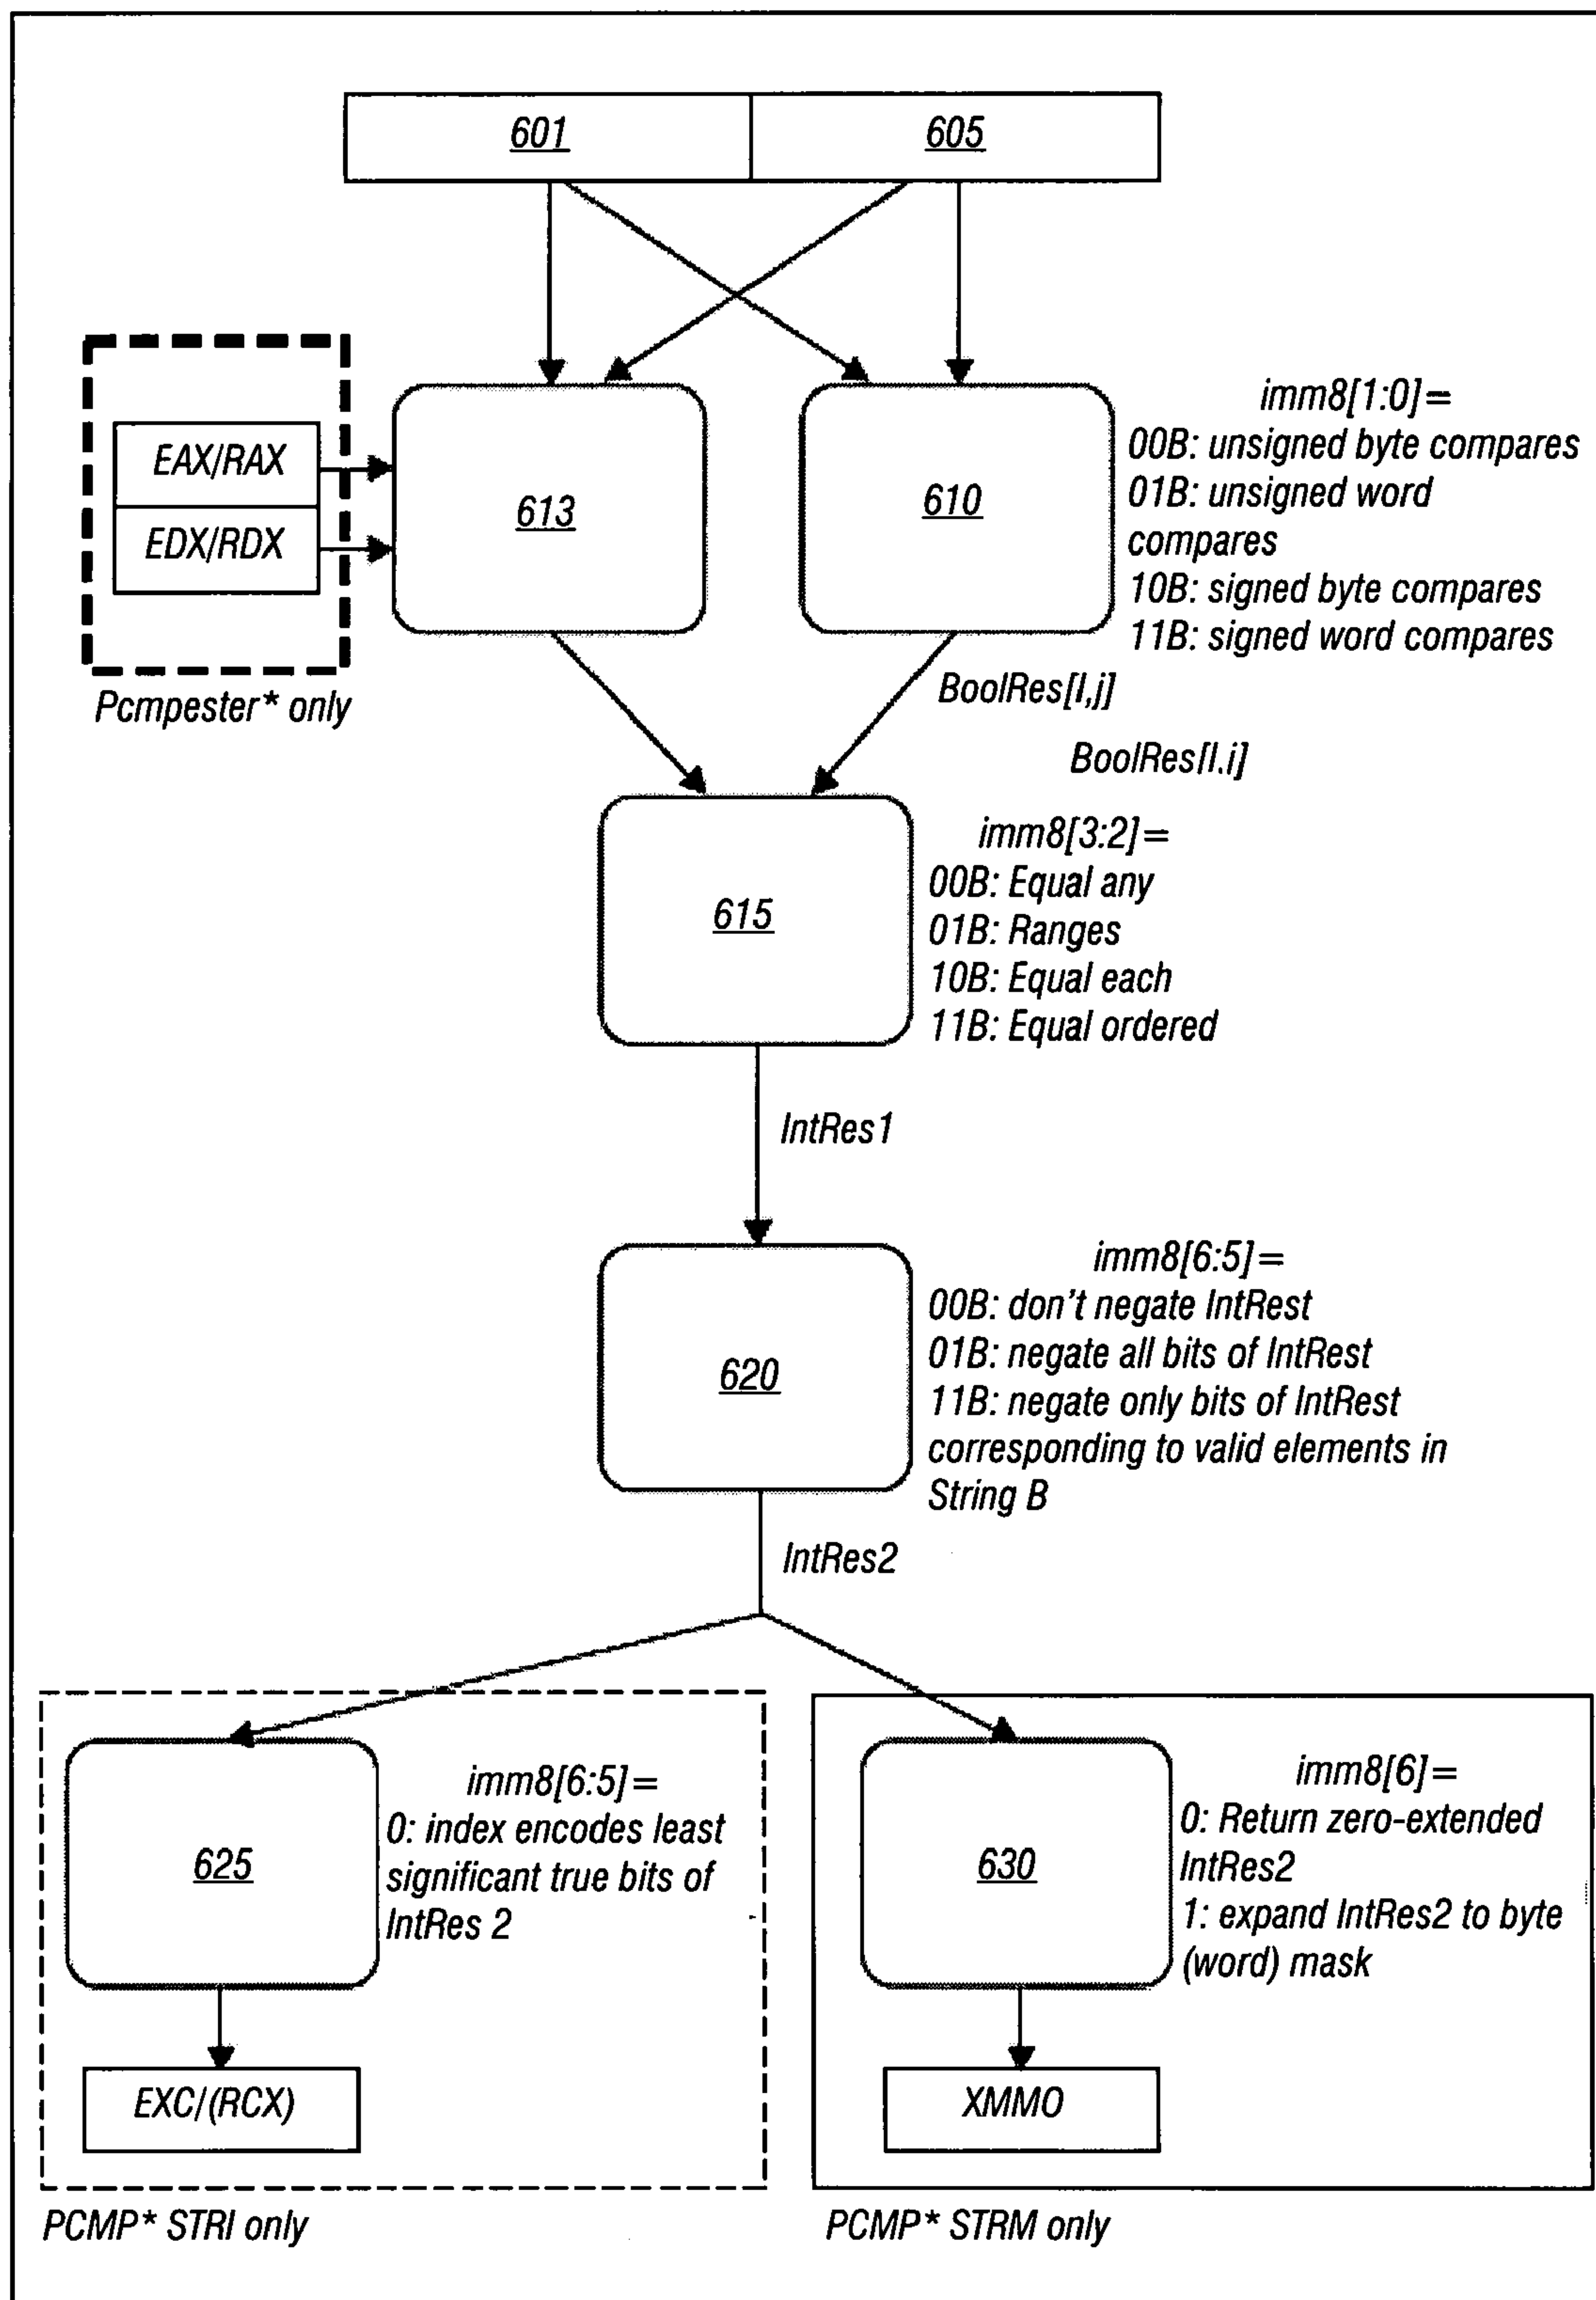 601
605
EAX/RAX
EDX/RDX
Pcmpester* only
613
610
imm8[1:0]=
00B: unsigned byte compares
01B: unsigned word
compares
10B: signed byte compares
11B: signed word compares
BoolRes[I,j]
BoolRes[I.i]
615
imm8[3:2]=
00B: Equal any
01B: Ranges
10B: Equal each
11B: Equal ordered
IntRes1
620
imm8[6:5]=
00B: don't negate IntRest
01B: negate all bits of IntRest
11B: negate only bits of IntRest
corresponding to valid elements in
String B
IntRes2
625
imm8[6:5]=
0: index encodes least
significant true bits of
IntRes 2
EXC/(RCX)
PCMP* STRI only
630
imm8[6]=
0: Return zero-extended
IntRes2
1: expand IntRes2 to byte
(word) mask
XMMO
PCMP* STRM only